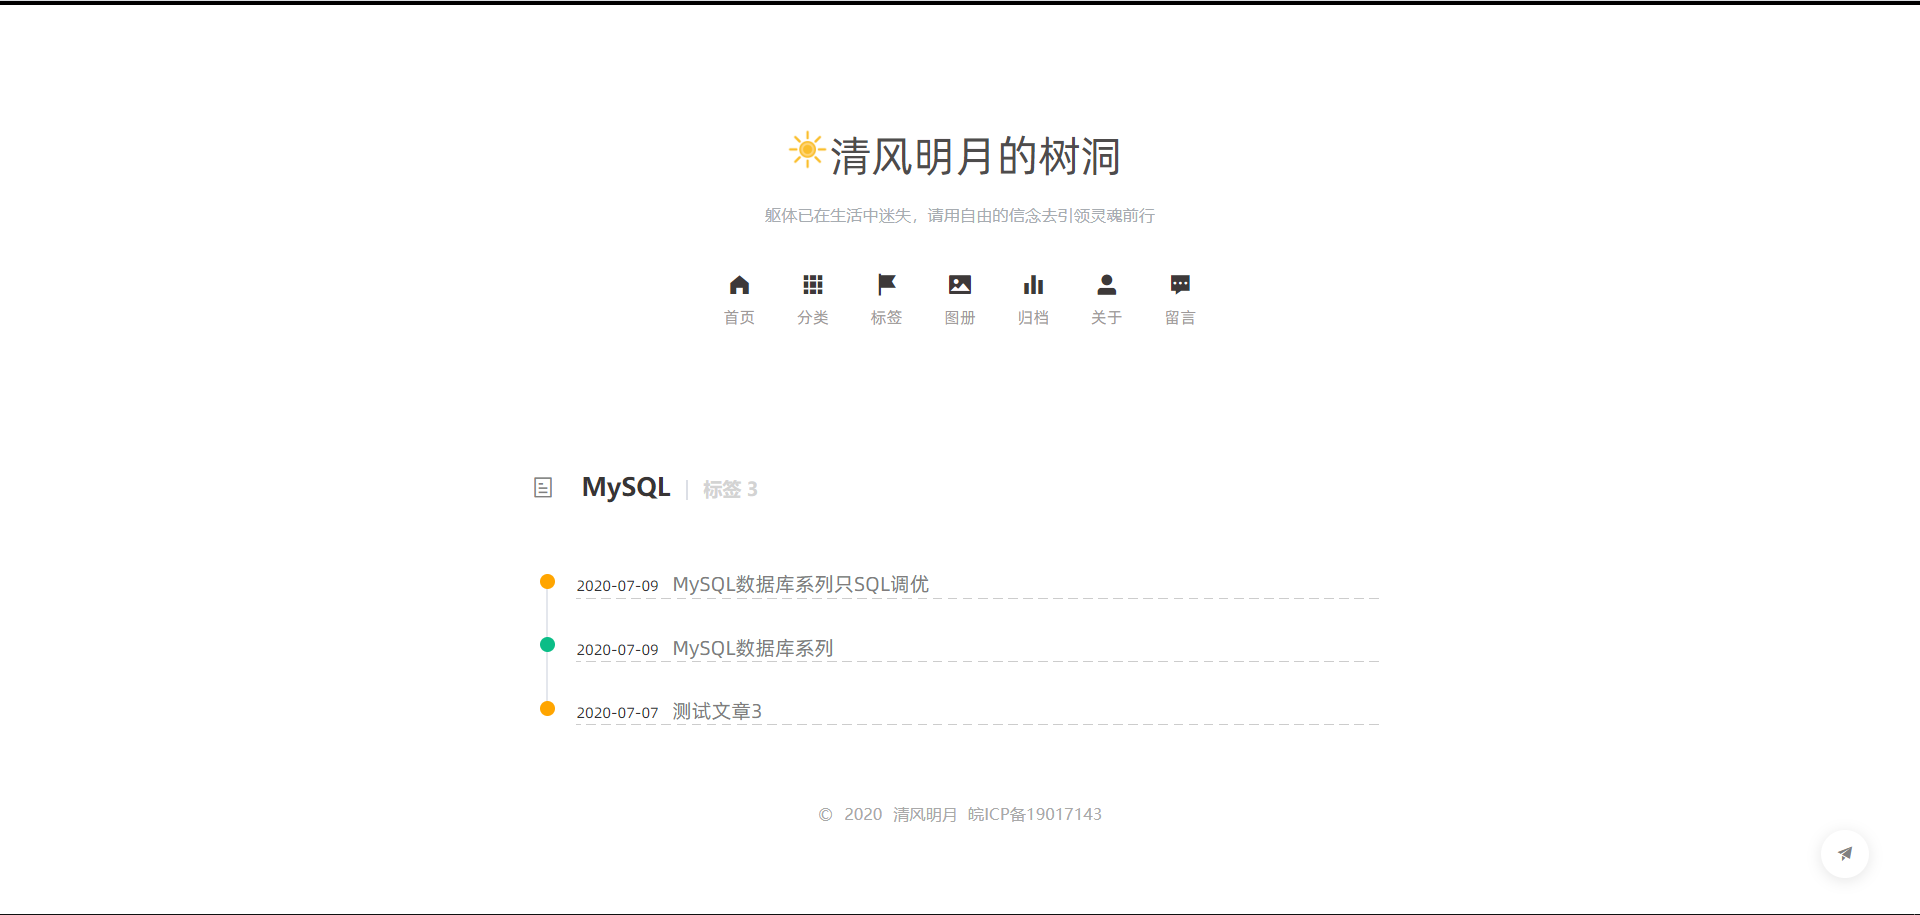 清风明月的树洞
躯体已在生活中迷失，请用自由的信念去引领灵魂前行
首页 分类 标签 图册 归档 关于 留言
MySQL | 标签 3
2020-07-09 MySQL数据库系列只SQL调优
2020-07-09 MySQL数据库系列
2020-07-07 测试文章3
© 2020 清风明月 皖ICP备19017143